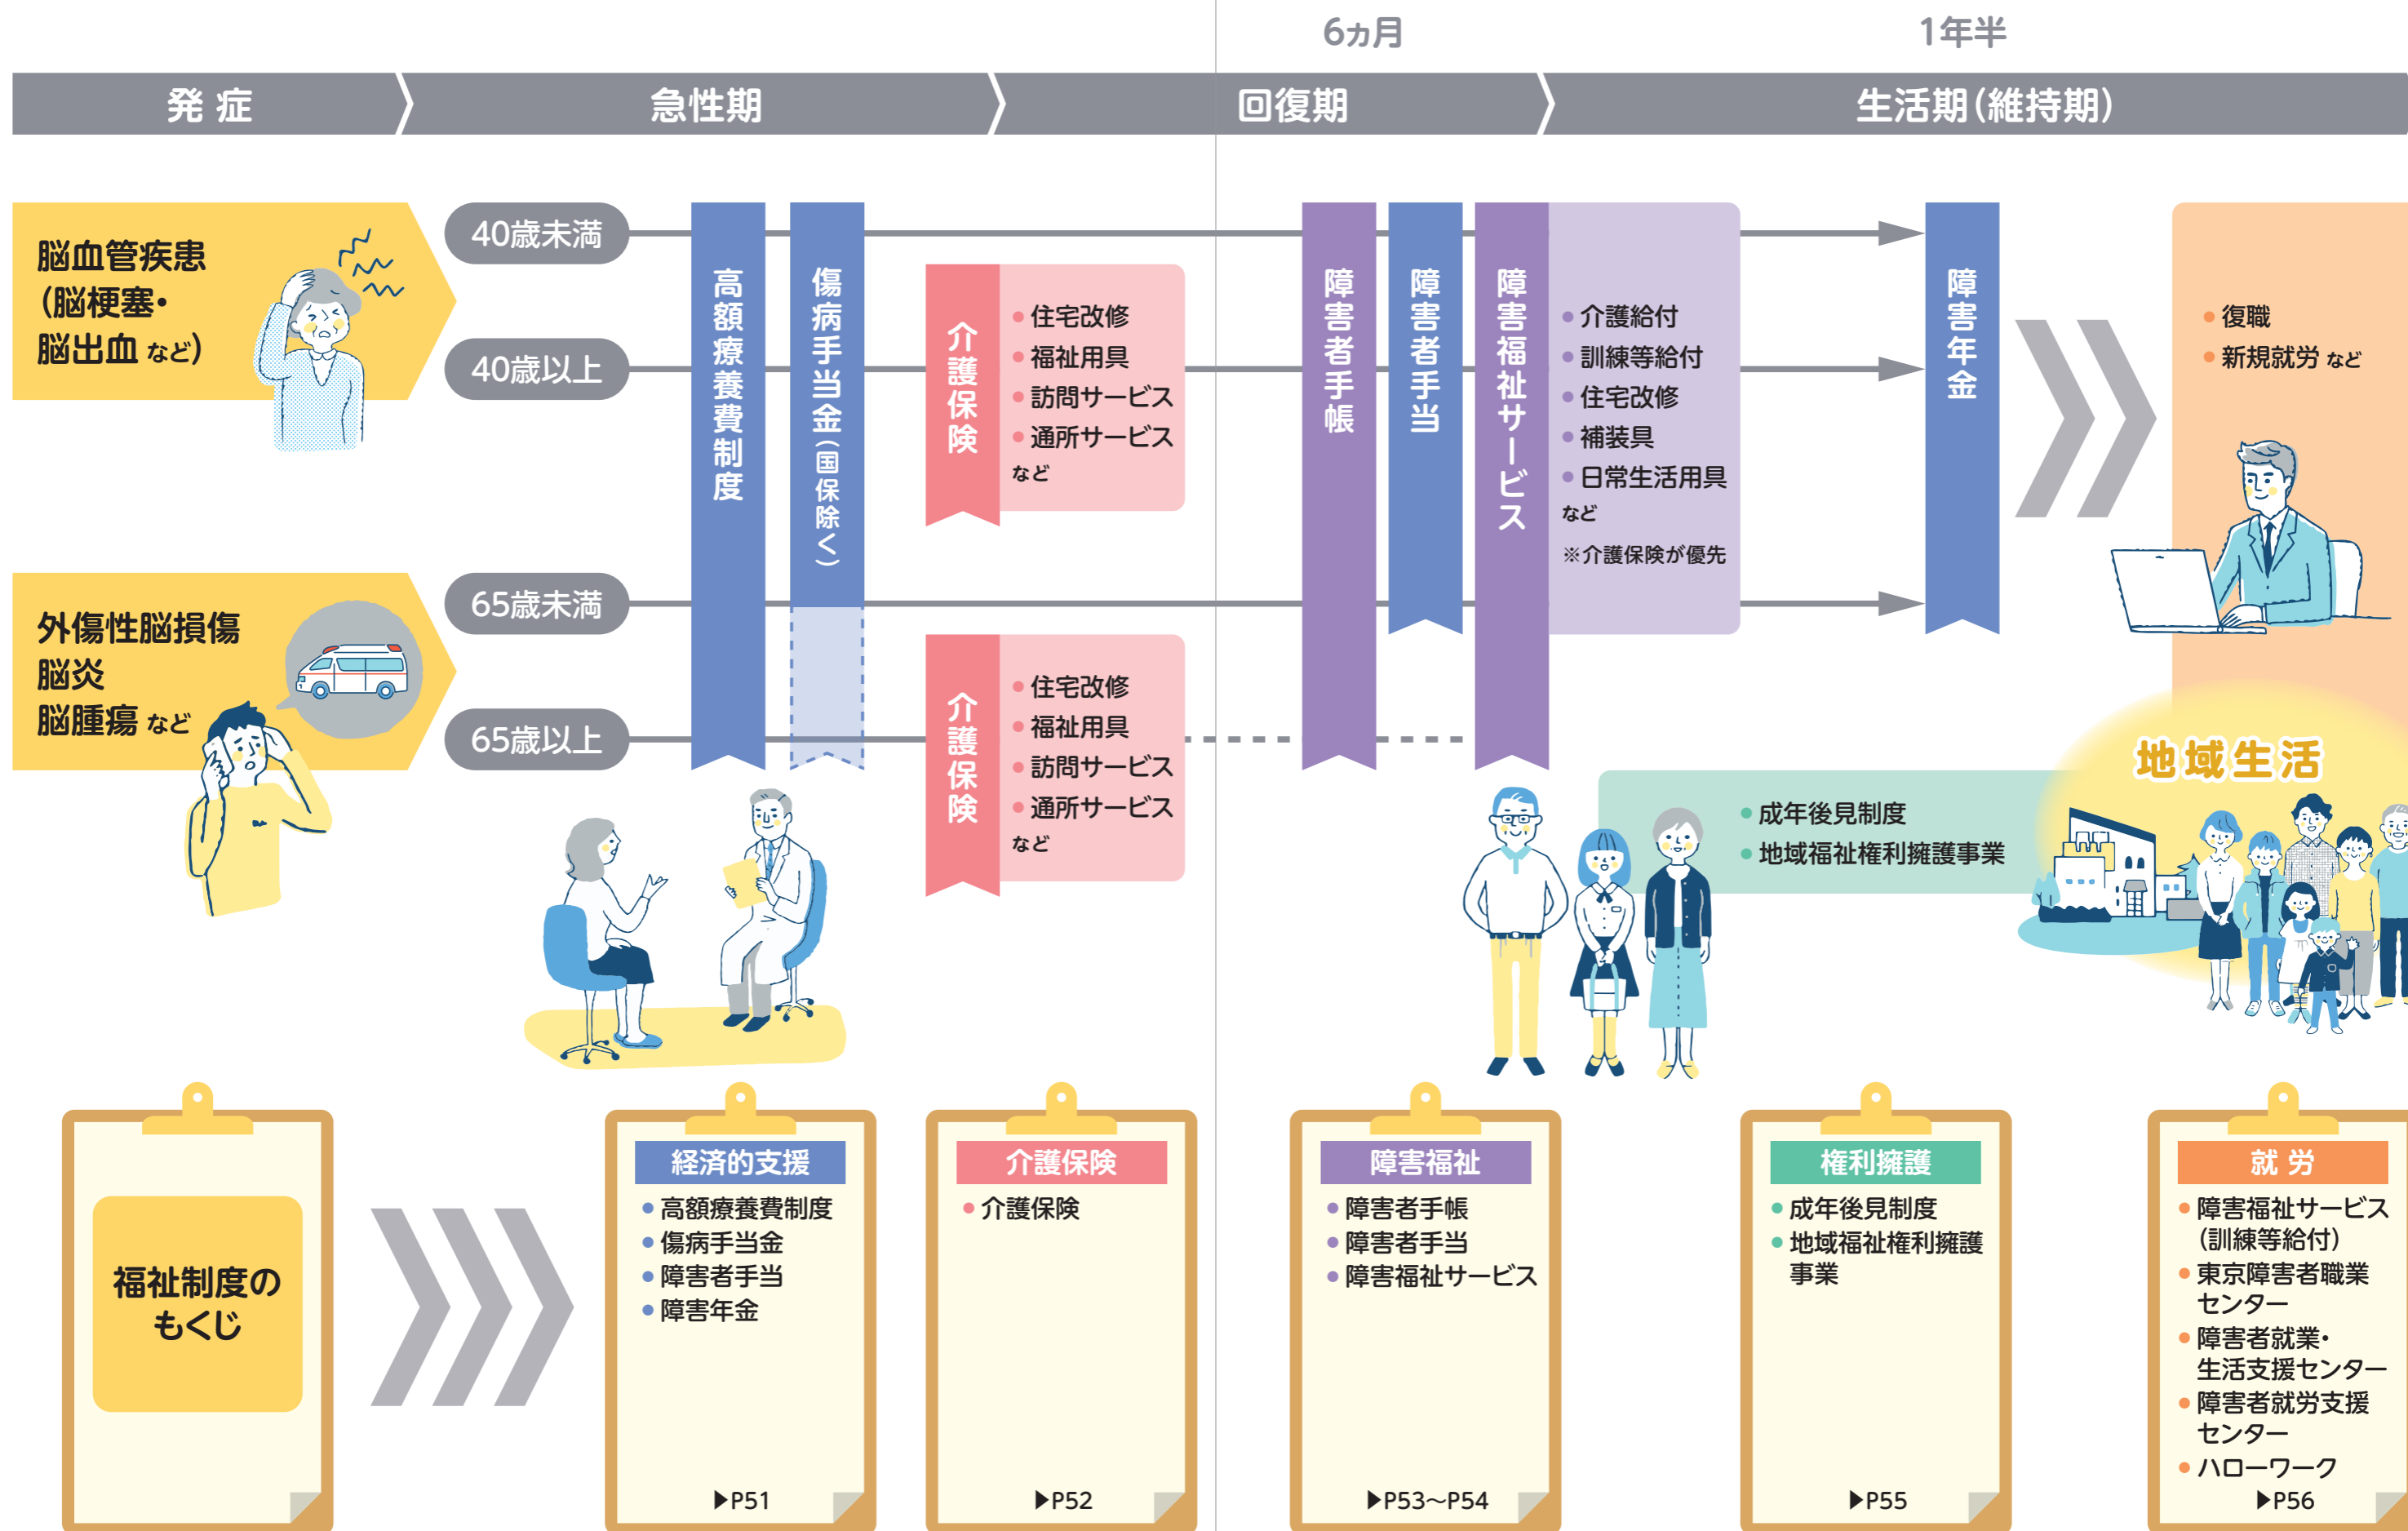 6ヵ月
1年半
発 症
急性期
回復期
生活期(維持期)
脳血管疾患
(脳梗塞・
脳出血 など)
40歳未満
40歳以上
外傷性脳損傷
脳炎
脳腫瘍 など
65歳未満
65歳以上
高額療養費制度
傷病手当金(国保除く)
介護保険
● 住宅改修
● 福祉用具
● 訪問サービス
● 通所サービス
など
介護保険
● 住宅改修
● 福祉用具
● 訪問サービス
● 通所サービス
など
障害者手帳
障害者手当
障害福祉サービス
● 介護給付
● 訓練等給付
● 住宅改修
● 補装具
● 日常生活用具
など
※介護保険が優先
障害年金
● 復職
● 新規就労 など
● 成年後見制度
● 地域福祉権利擁護事業
地域生活
福祉制度の
もくじ
経済的支援
● 高額療養費制度
● 傷病手当金
● 障害者手当
● 障害年金
▶P51
介護保険
● 介護保険
▶P52
障害福祉
● 障害者手帳
● 障害者手当
● 障害福祉サービス
▶P53～P54
権利擁護
● 成年後見制度
● 地域福祉権利擁護
事業
▶P55
就 労
● 障害福祉サービス
(訓練等給付)
● 東京障害者職業
センター
● 障害者就業・
生活支援センター
● 障害者就労支援
センター
● ハローワーク
▶P56